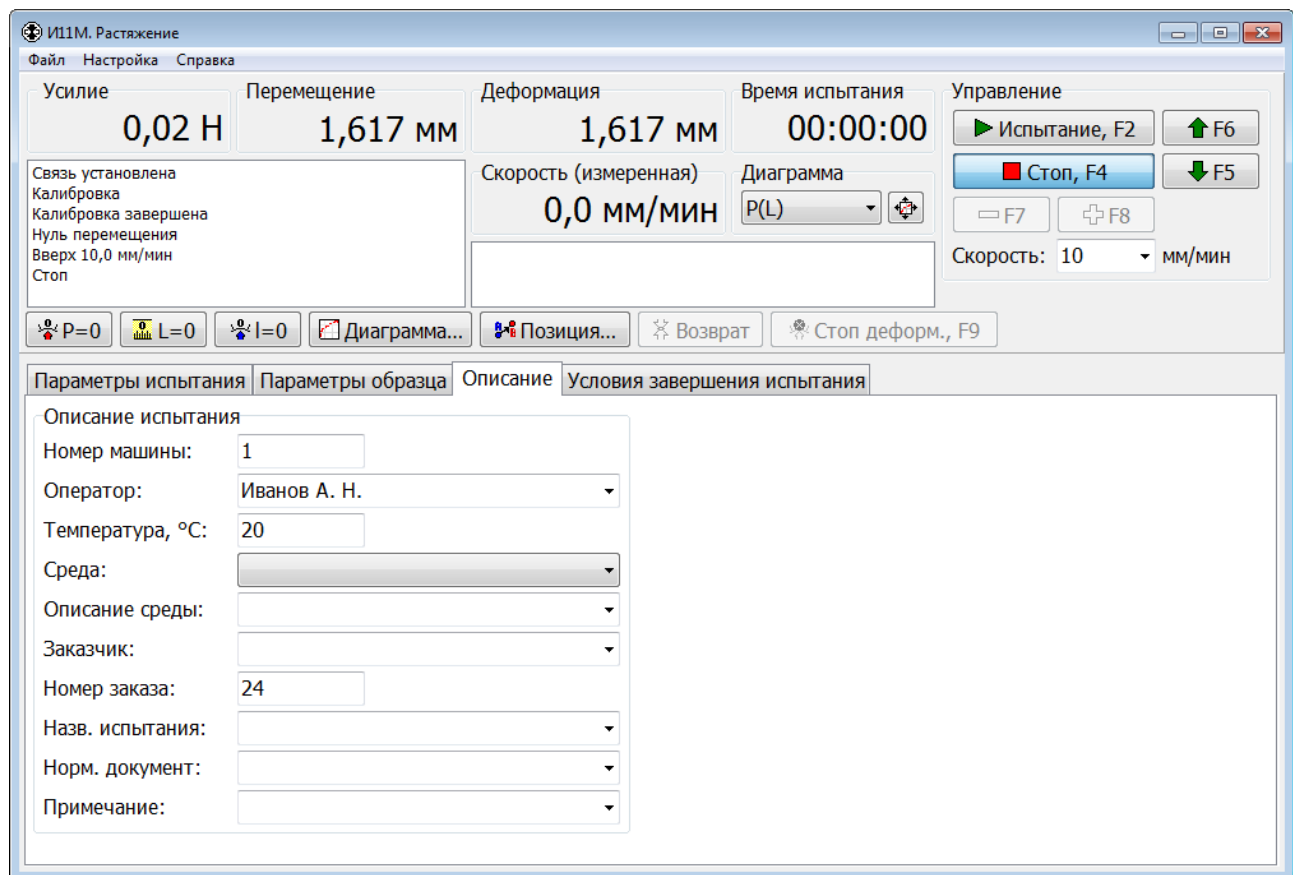 И11М. Растяжение
Файл Настройка Справка
Усилие Перемещение Деформация Время испытания Управление
0,02 Н 1,617 мм 1,617 мм 00:00:00
Испытание, F2 F6
Стоп, F4 F5
F7 F8
Скорость: 10 мм/мин
Связь установлена
Калибровка
Калибровка завершена
Нуль перемещения
Вверх 10,0 мм/мин
Стоп
Скорость (измеренная) Диаграмма
0,0 мм/мин P(L)
P=0 L=0 l=0 Диаграмма... Позиция... Возврат Стоп деформ., F9
Параметры испытания Параметры образца Описание Условия завершения испытания
Описание испытания
Номер машины: 1
Оператор: Иванов А. Н.
Температура, °C: 20
Среда:
Описание среды:
Заказчик:
Номер заказа: 24
Назв. испытания:
Норм. документ:
Примечание: